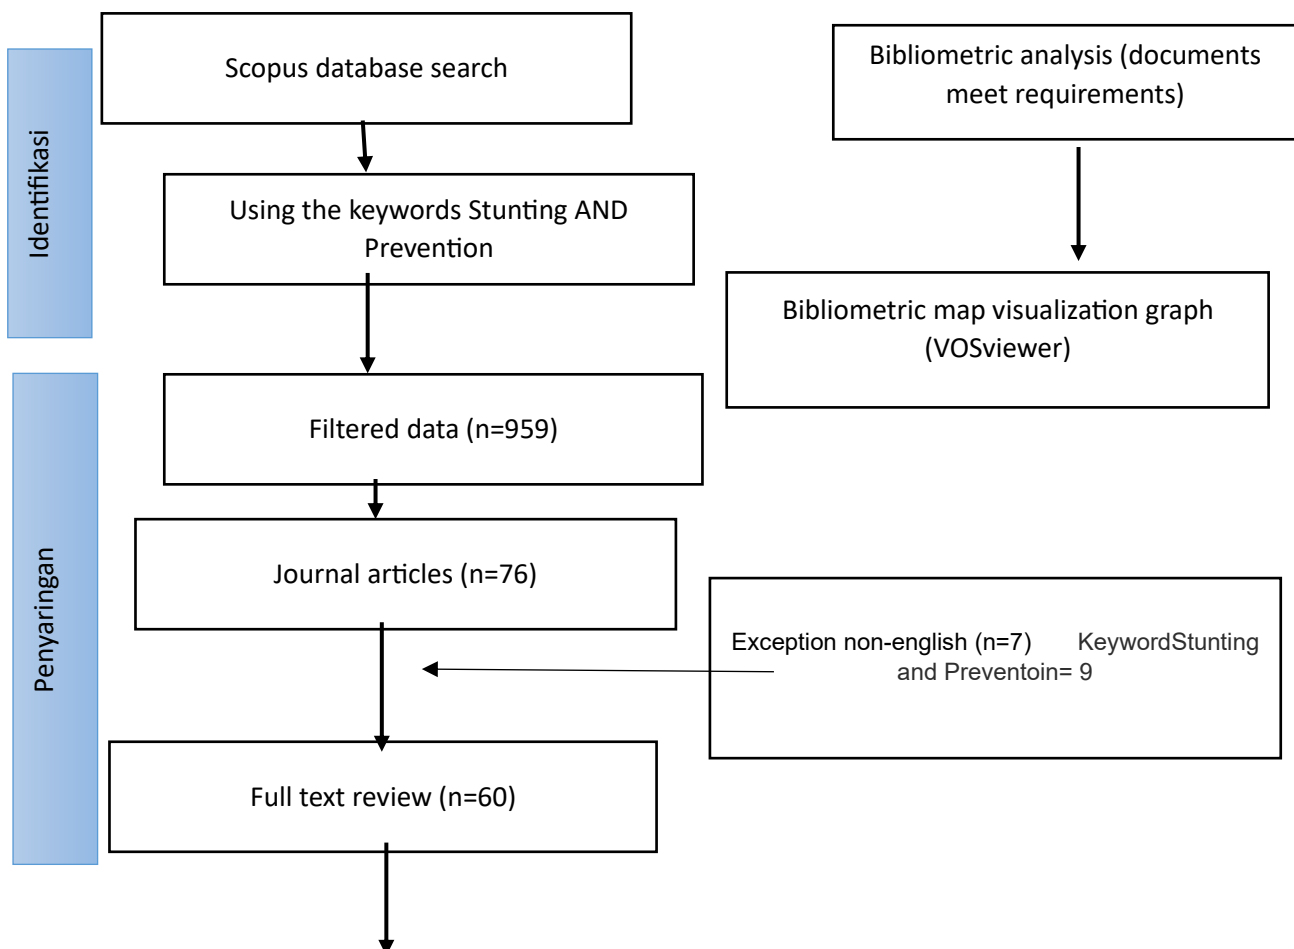 Identifikasi
Scopus database search
Using the keywords Stunting AND
Prevention
Penyaringan
Filtered data (n=959)
Journal articles (n=76)
Full text review (n=60)
Bibliometric analysis (documents
meet requirements)
Bibliometric map visualization graph
(VOSviewer)
Exception non-english (n=7) KeywordStunting
and Preventoin= 9